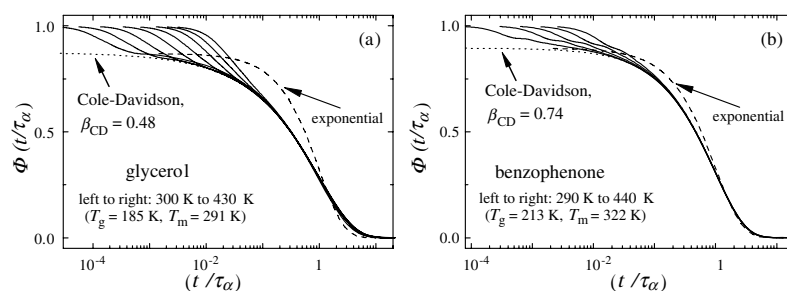 1.0
0.5
0.0
Φ (t/τα)
(a)
Cole-Davidson,
βCD = 0.48
exponential
glycerol
left to right: 300 K to 430 K
(Tg = 185 K, Tm = 291 K)
10-4
10-2
1
(t /τα)
1.0
0.5
0.0
Φ (t/τα)
(b)
Cole-Davidson,
βCD = 0.74
exponential
benzophenone
left to right: 290 K to 440 K
(Tg = 213 K, Tm = 322 K)
10-4
10-2
1
(t /τα)